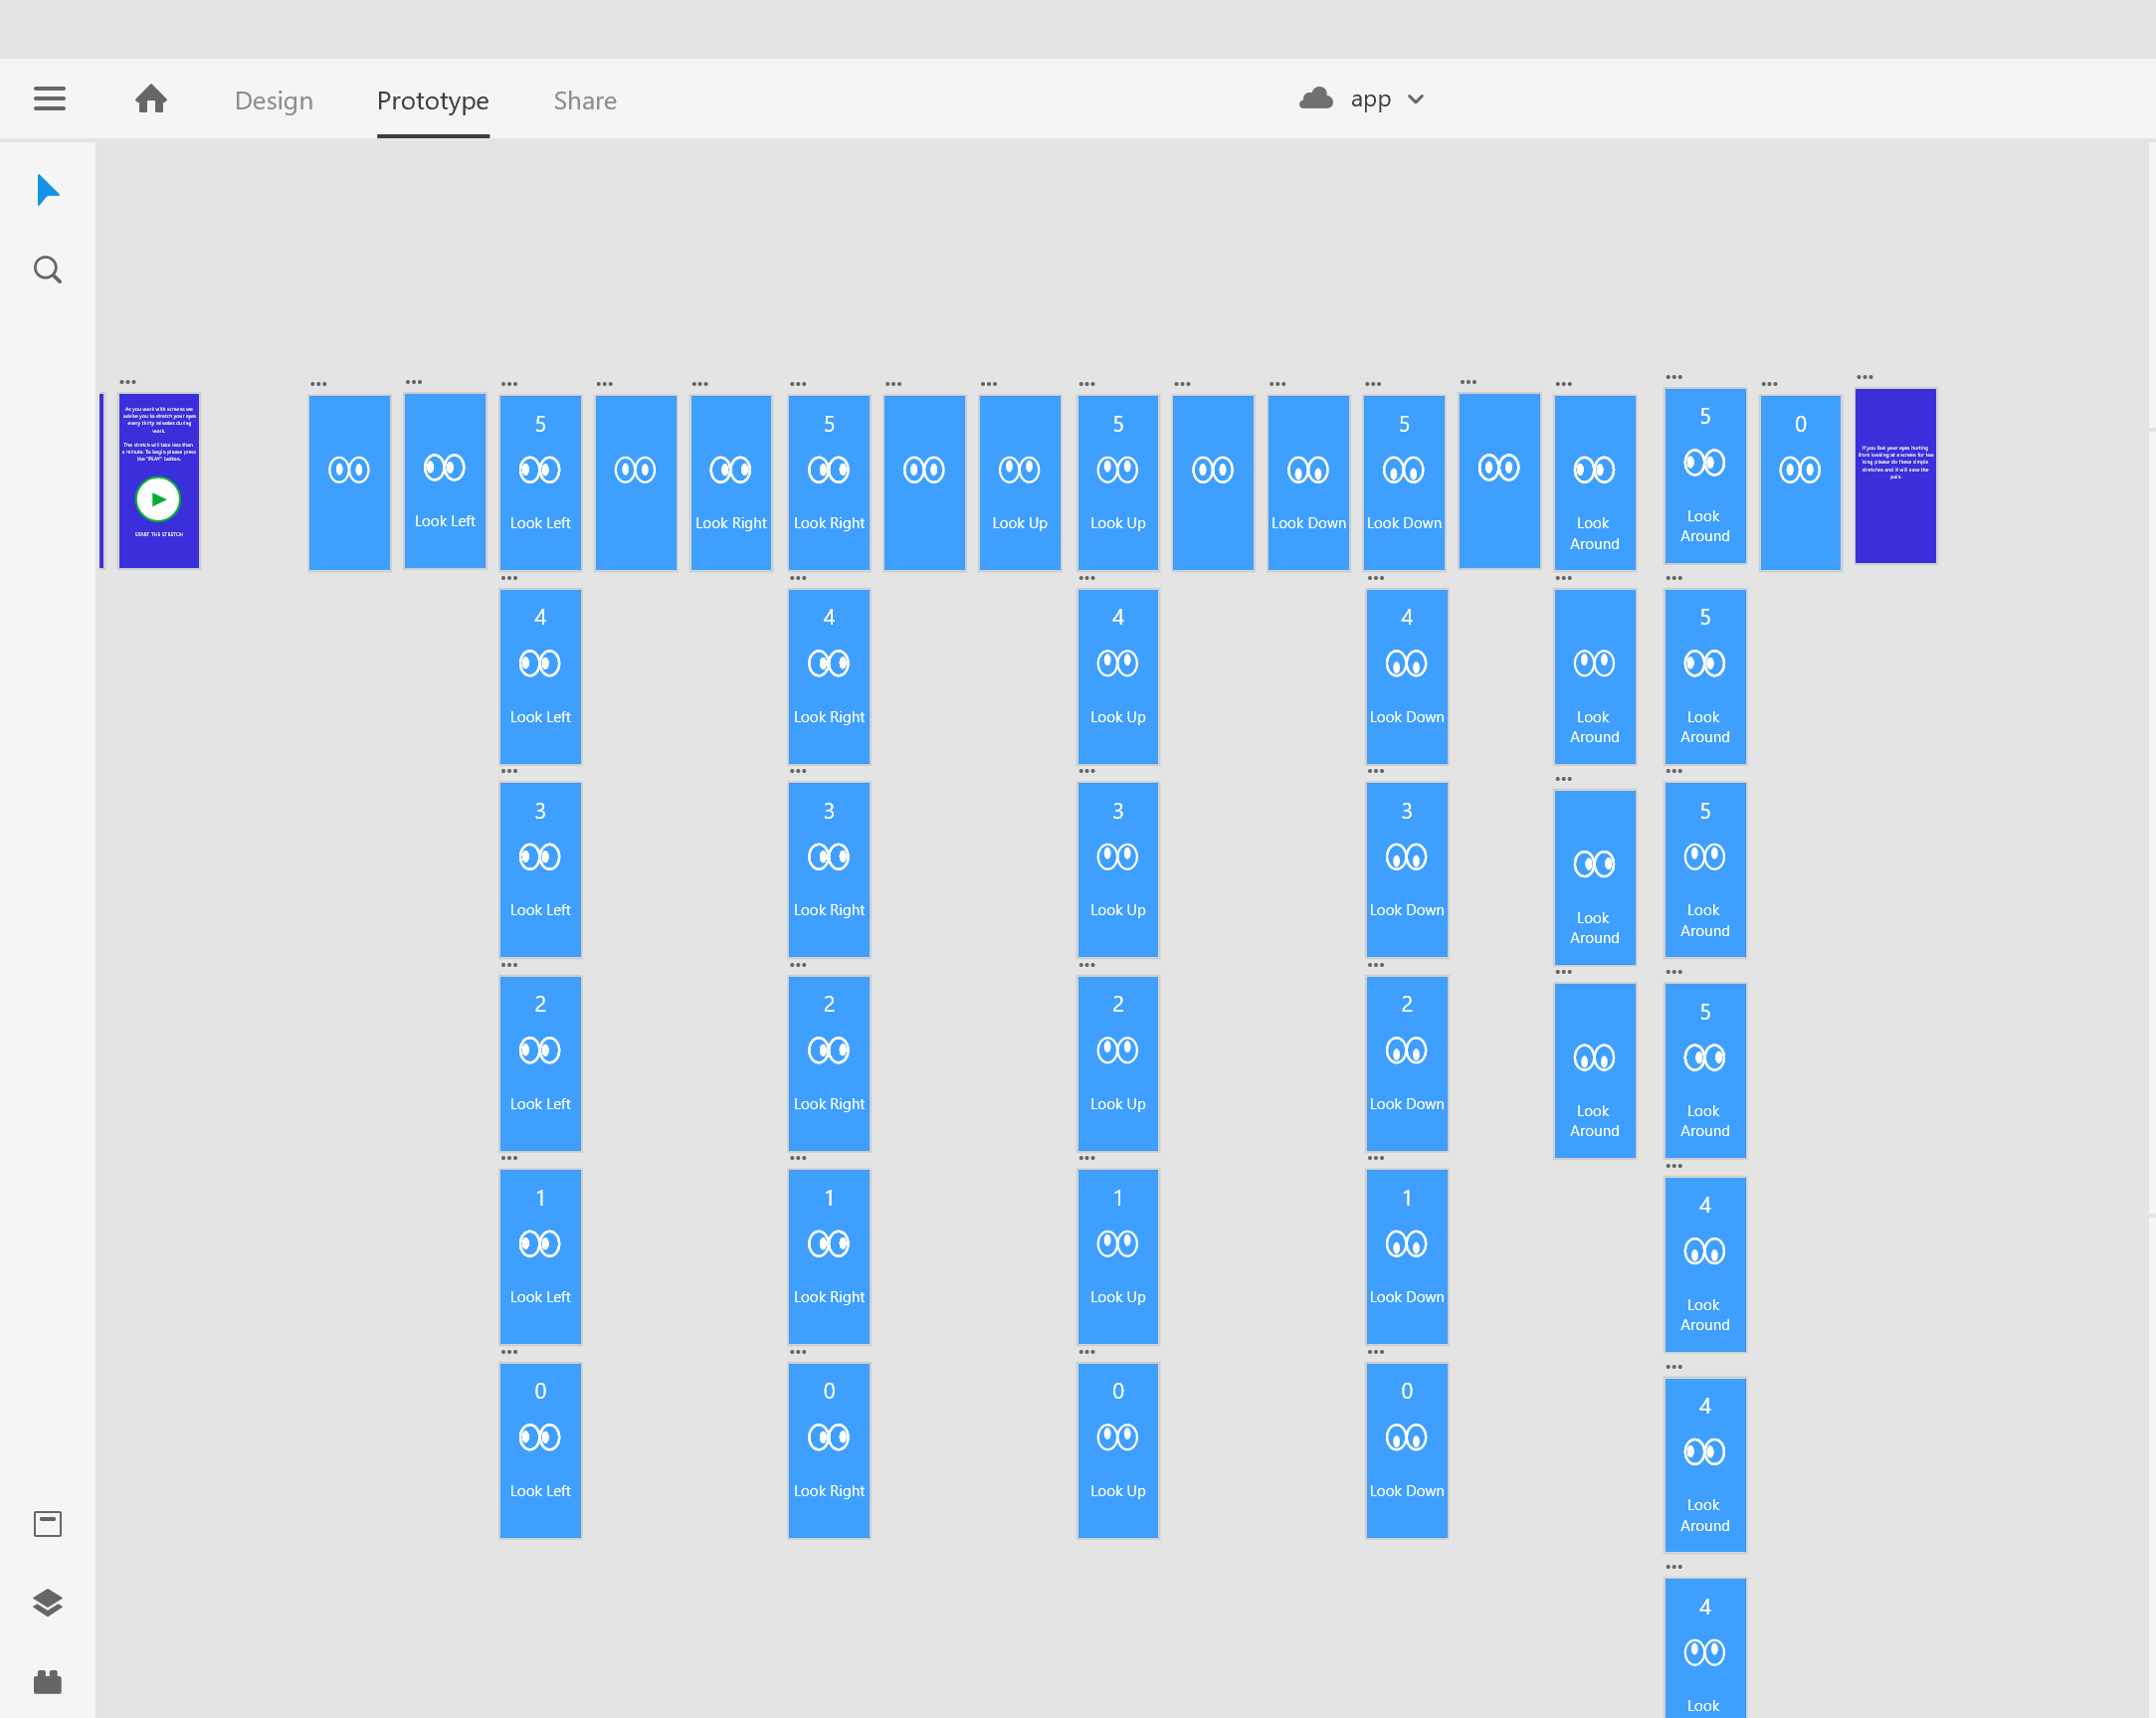 Design
Prototype
Share
app
As you work with screens we
advise you to stretch your eyes
every thirty minutes during
work.
The stretch will take less than
a minute. To begin please press
the "PLAY" button.
START THE STRETCH
Look Left
5
Look Left
Look Right
5
Look Right
Look Up
5
Look Up
Look Down
5
Look Down
Look
Around
5
Look
Around
0
If you feel your eyes hurting
from looking at a screen for too
long please do these simple
stretches and it will ease the
pain.
4
Look Left
4
Look Right
4
Look Up
4
Look Down
Look
Around
5
Look
Around
3
Look Left
3
Look Right
3
Look Up
3
Look Down
Look
Around
5
Look
Around
2
Look Left
2
Look Right
2
Look Up
2
Look Down
Look
Around
5
Look
Around
1
Look Left
1
Look Right
1
Look Up
1
Look Down
4
Look
Around
0
Look Left
0
Look Right
0
Look Up
0
Look Down
4
Look
Around
4
Look